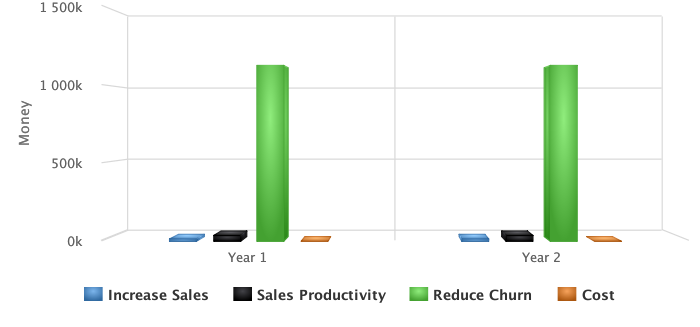 1 500k
1 000k
500k
0k
Money
Year 1
Year 2
Increase Sales
Sales Productivity
Reduce Churn
Cost